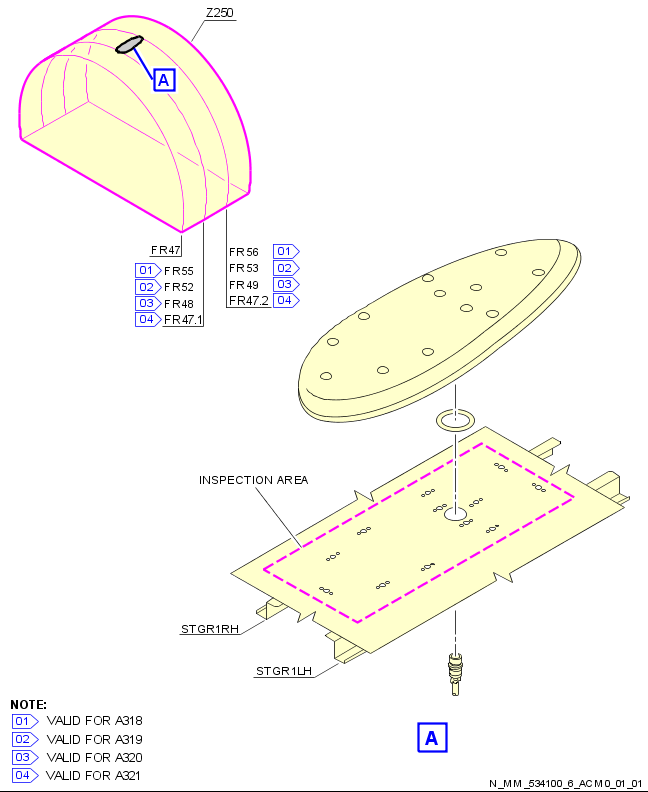 Z250
A
FR47
01 FR55
02 FR52
03 FR48
04 FR47.1
FR56 01
FR53 02
FR49 03
FR47.2 04
INSPECTION AREA
STGR1RH
STGR1LH
A
NOTE:
01 VALID FOR A318
02 VALID FOR A319
03 VALID FOR A320
04 VALID FOR A321
N_MM_534100_6_ACM0_01_01